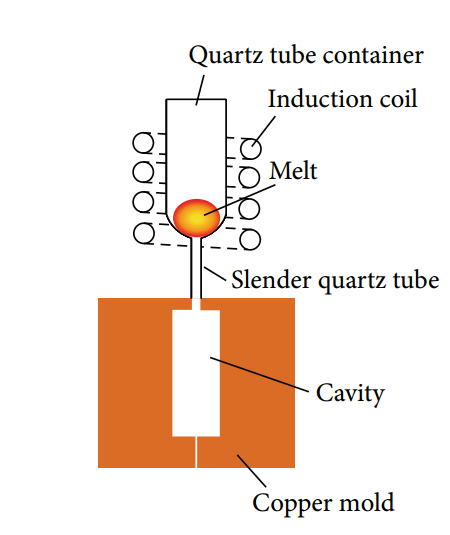 Quartz tube container
Induction coil
Melt
Slender quartz tube
Cavity
Copper mold